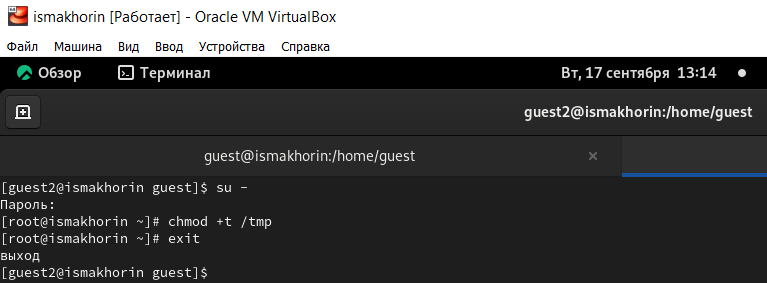 ismakhorin [Работает] - Oracle VM VirtualBox
Файл Машина Вид Ввод Устройства Справка
Обзор Терминал Вт, 17 сентября 13:14
guest2@ismakhorin:/home/guest
guest@ismakhorin:/home/guest ×
[guest2@ismakhorin guest]$ su -
Пароль:
[root@ismakhorin ~]# chmod +t /tmp
[root@ismakhorin ~]# exit
выход
[guest2@ismakhorin guest]$